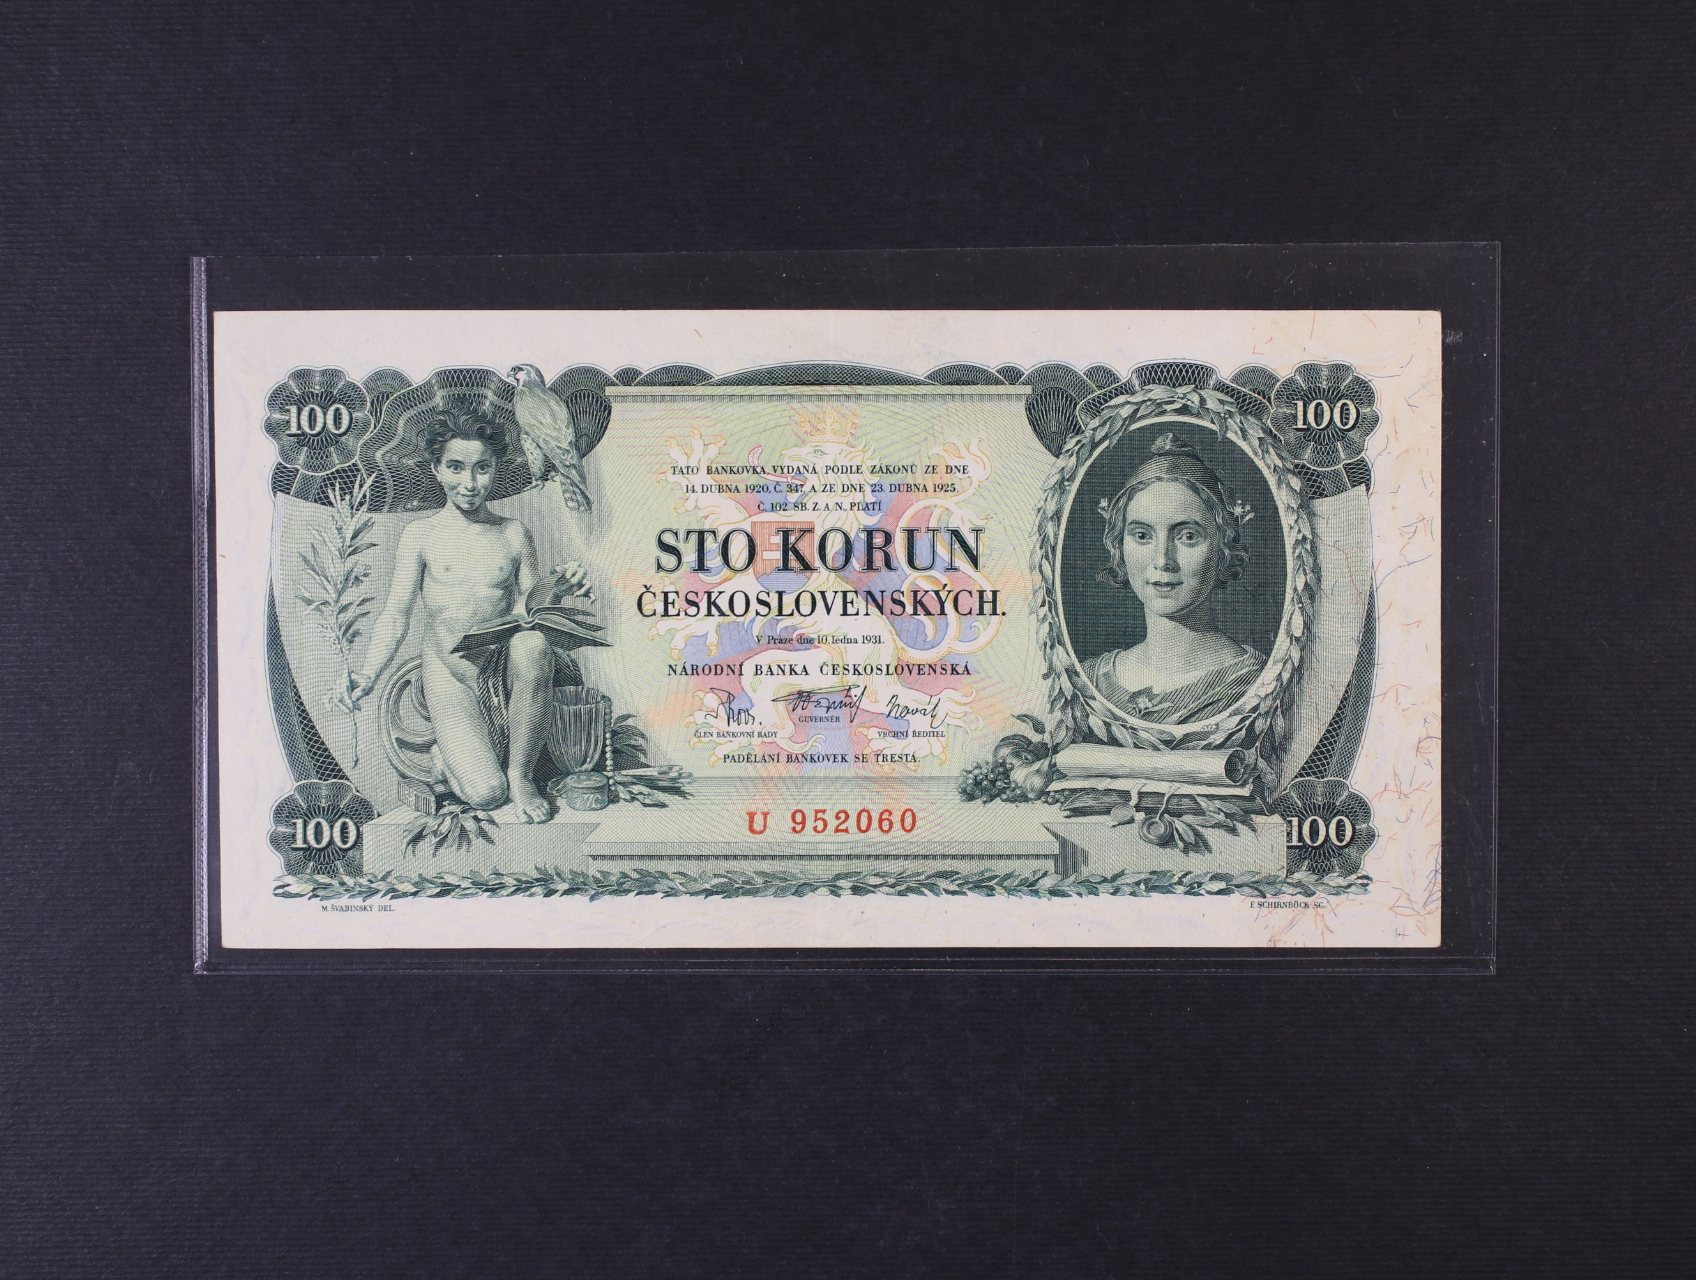 100
100
TATO BANKOVKA, VYDANÁ PODLE ZÁKONŮ ZE DNE
14. DUBNA 1920, Č. 347, A ZE DNE 23. DUBNA 1925,
Č. 102 SB. Z. A N., PLATÍ
STO KORUN
ČESKOSLOVENSKÝCH.
V Praze dne 10. ledna 1931.
NÁRODNÍ BANKA ČESKOSLOVENSKÁ
GUVERNÉR
ČLEN BANKOVNÍ RADY VRCHNÍ ŘEDITEL
PADĚLÁNÍ BANKOVEK SE TRESTÁ.
U 952060
100
100
M. ŠVABINSKÝ DEL.
F. SCHIRNBÖCK SC.